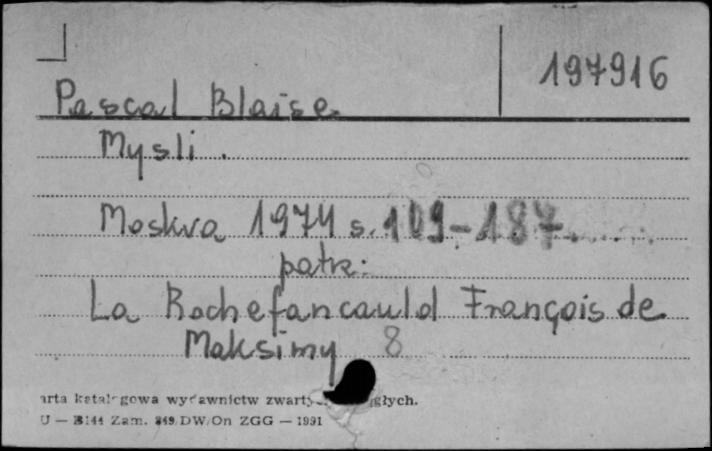 197916
Pascal Blaise
Mysli.
Moskva 1974 s. 109-187.
patrz:
La Rochefancauld François de
Maksimy 8
arta katalogowa wydawnictw zwarty głych.
U — B144 Zam. 849 DW/On ZGG — 1991